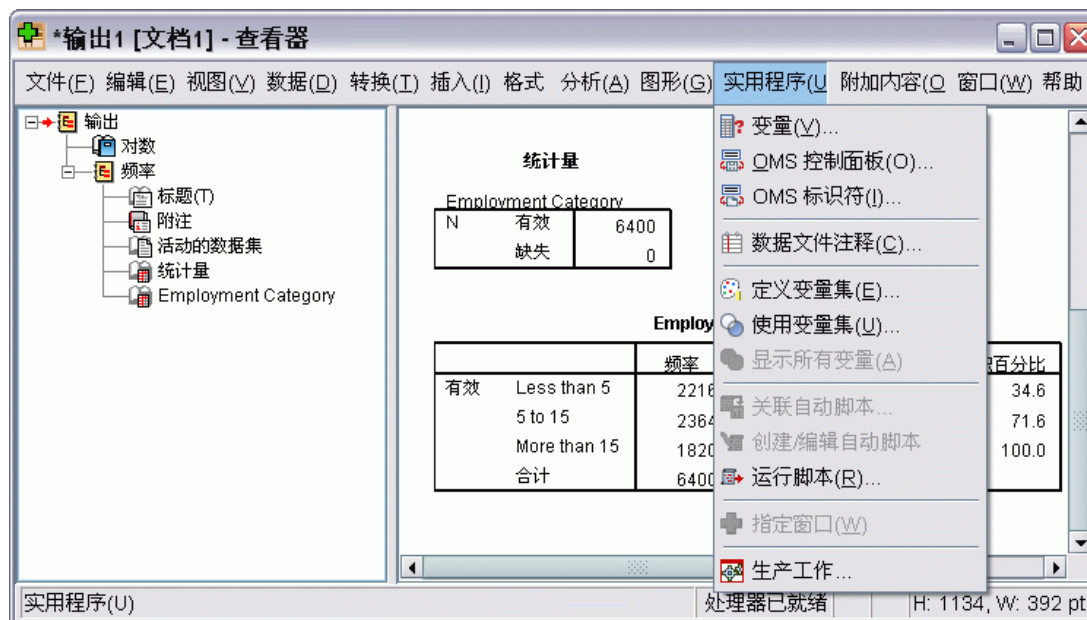 *输出1 [文档1] - 查看器
文件(F) 编辑(E) 视图(V) 数据(D) 转换(T) 插入(I) 格式 分析(A) 图形(G) 实用程序(U 附加内容(O 窗口(W) 帮助
输出
对数
频率
标题(T)
附注
活动的数据集
统计量
Employment Category
统计量
Employment Category
N 有效 6400
缺失 0
Employ
频率 百分比
有效 Less than 5 2216 34.6
5 to 15 2364 71.6
More than 15 1820 100.0
合计 6400
变量(V)...
OMS 控制面板(O)...
OMS 标识符(I)...
数据文件注释(C)...
定义变量集(E)...
使用变量集(U)...
显示所有变量(A)
关联自动脚本...
创建/编辑自动脚本
运行脚本(R)...
指定窗口(W)
生产工作...
实用程序(U) 处理器已就绪 H: 1134, W: 392 pt